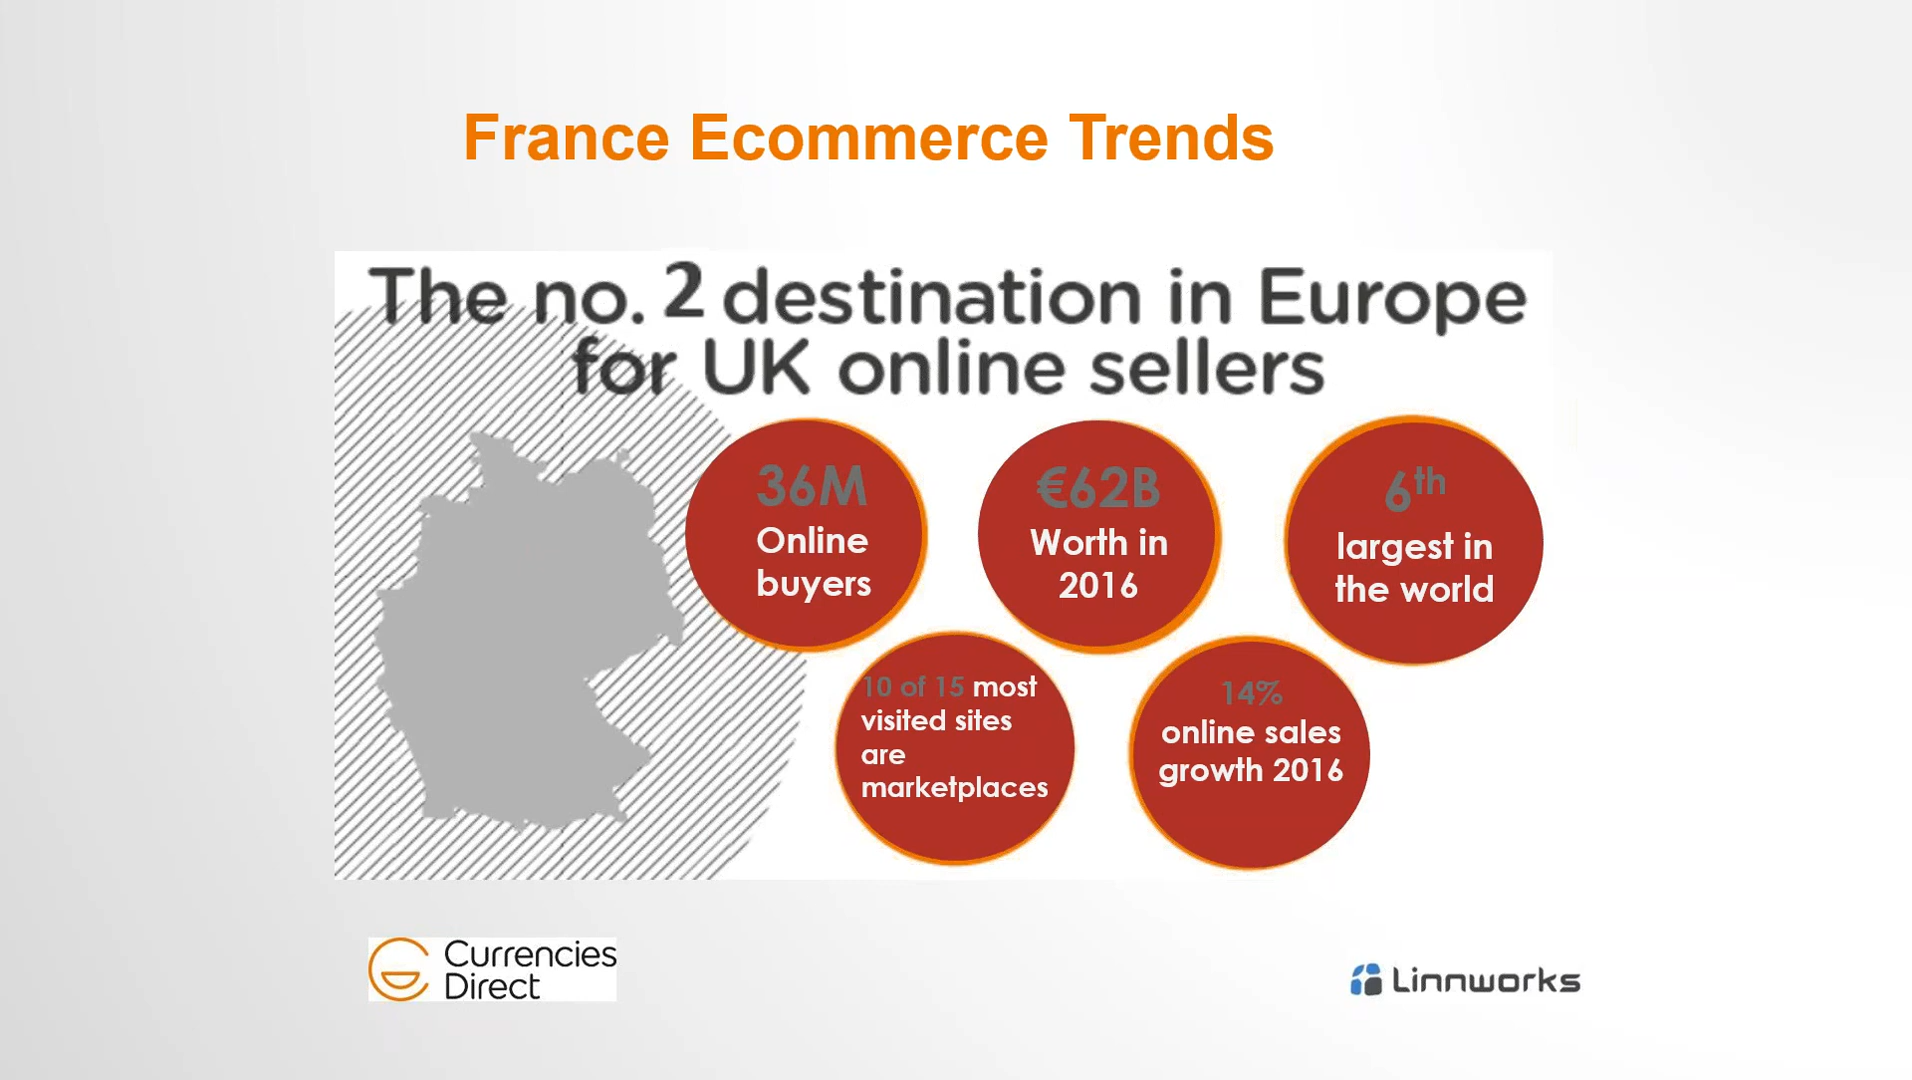 France Ecommerce Trends
The no. 2 destination in Europe
for UK online sellers
36M
Online
buyers
€62B
Worth in
2016
6th
largest in
the world
10 of 15 most
visited sites
are
marketplaces
14%
online sales
growth 2016
Currencies
Direct
Linnworks